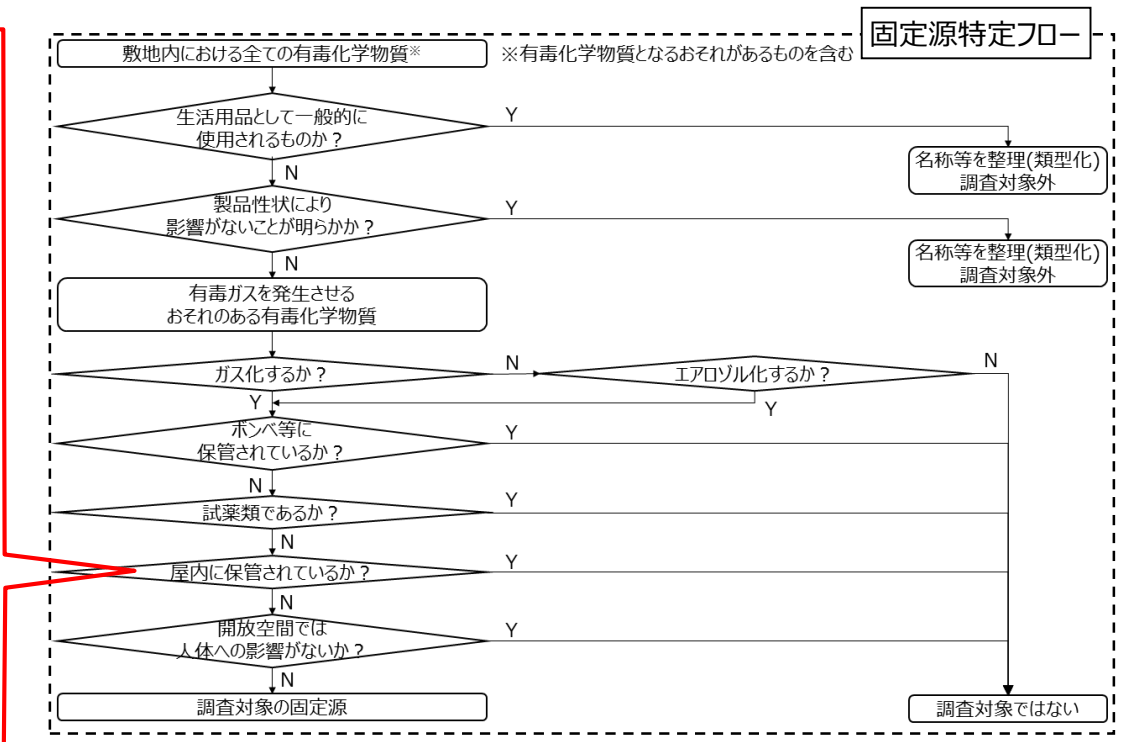 固定源特定フロー
敷地内における全ての有毒化学物質※
※有毒化学物質となるおそれがあるものを含む
生活用品として一般的に
使用されるものか？
Y
名称等を整理(類型化)
調査対象外
N
製品性状により
影響がないことが明らかか？
Y
名称等を整理(類型化)
調査対象外
N
有毒ガスを発生させる
おそれのある有毒化学物質
ガス化するか？
N
エアロゾル化するか？
N
Y
Y
ボンベ等に
保管されているか？
Y
N
試薬類であるか？
Y
N
屋内に保管されているか？
Y
N
開放空間では
人体への影響がないか？
Y
N
調査対象の固定源
調査対象ではない